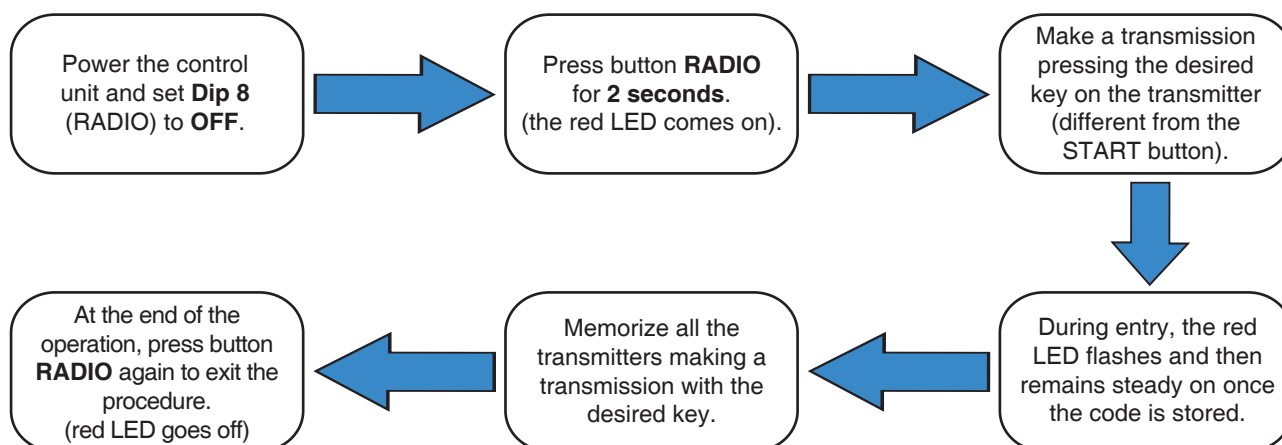 Power the control
unit and set Dip 8
(RADIO) to OFF.
Press button RADIO
for 2 seconds.
(the red LED comes on).
Make a transmission
pressing the desired
key on the transmitter
(different from the
START button).
During entry, the red
LED flashes and then
remains steady on once
the code is stored.
Memorize all the
transmitters making a
transmission with the
desired key.
At the end of the
operation, press button
RADIO again to exit the
procedure.
(red LED goes off)